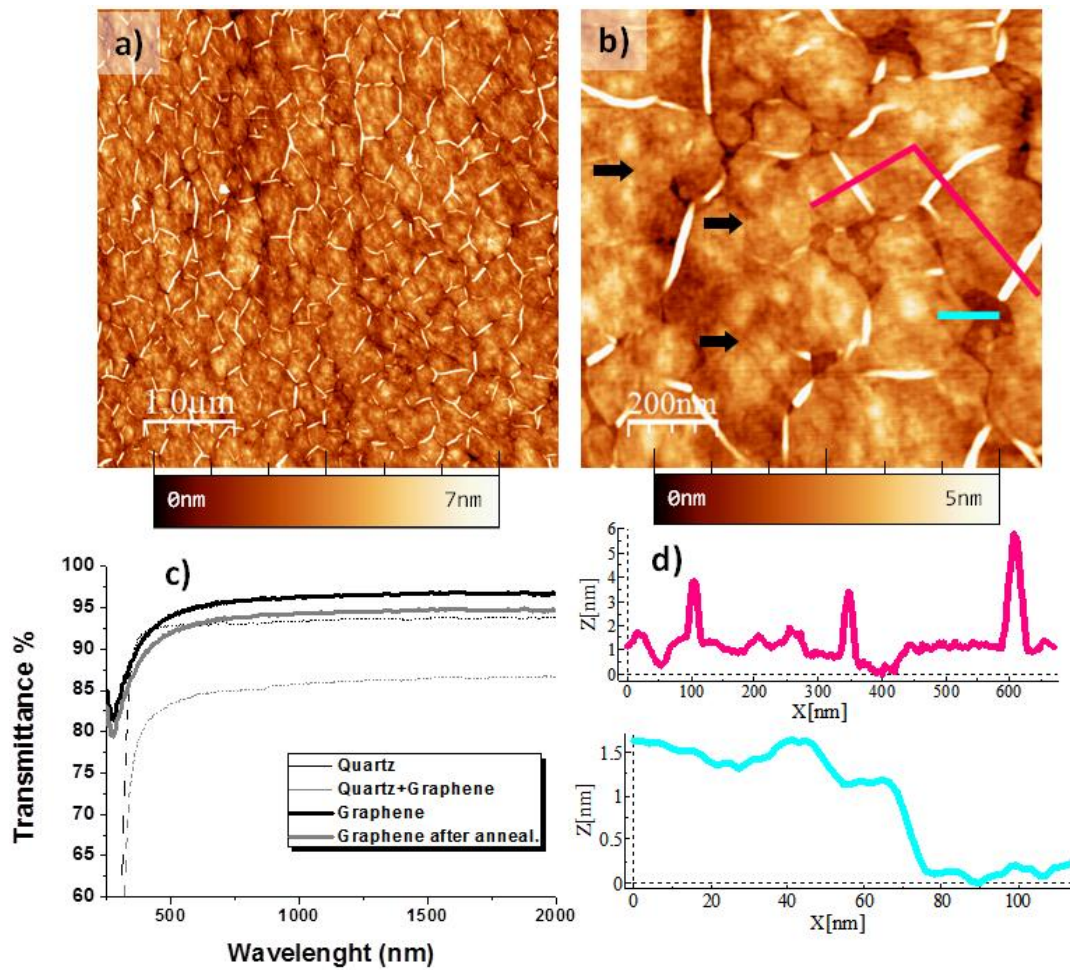 a)
1.0µm
0nm 7nm
b)
200nm
0nm 5nm
c)
100
95
90
85
80
75
70
65
60
Transmittance %
Quartz
Quartz+Graphene
Graphene
Graphene after anneal.
500 1000 1500 2000
Wavelenght (nm)
d)
6
5
4
3
2
1
0
Z[nm]
0 100 200 300 400 500 600
X[nm]
1.5
1
0.5
0
Z[nm]
0 20 40 60 80 100
X[nm]